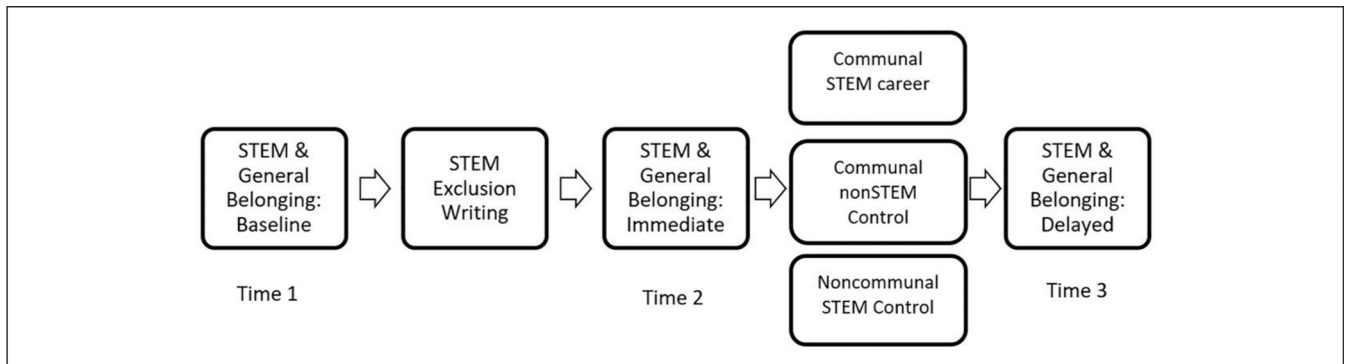 STEM &
General
Belonging:
Baseline
Time 1
STEM
Exclusion
Writing
STEM &
General
Belonging:
Immediate
Time 2
Communal
STEM career
Communal
nonSTEM
Control
Noncommunal
STEM Control
STEM &
General
Belonging:
Delayed
Time 3